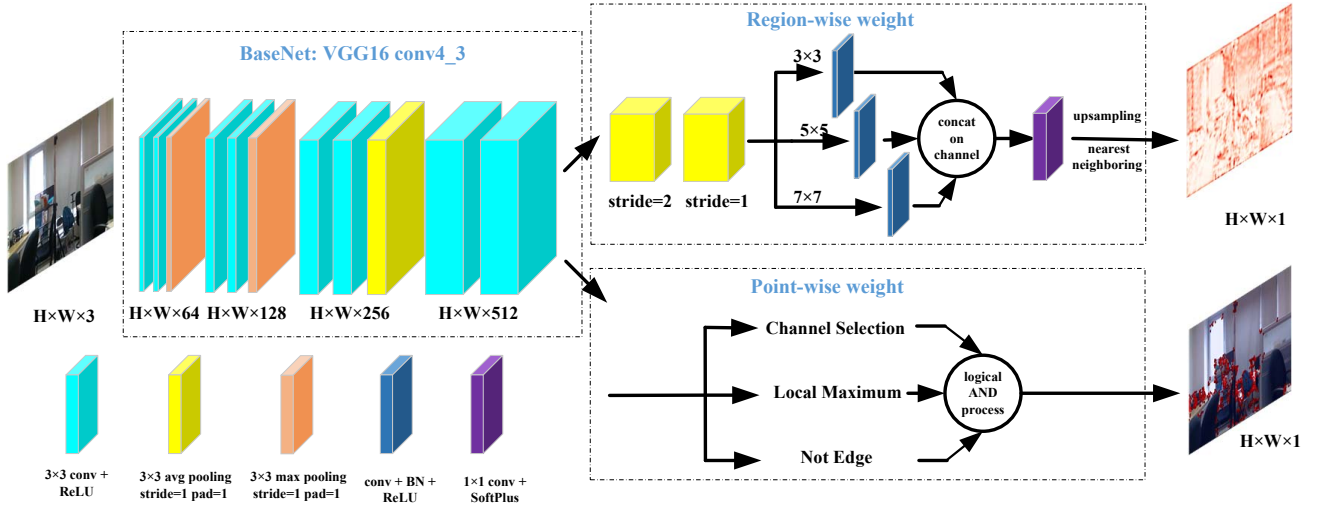 BaseNet: VGG16 conv4_3
H×W×3
H×W×64
H×W×128
H×W×256
H×W×512
Region-wise weight
stride=2
stride=1
3×3
5×5
7×7
concat
on
channel
upsampling
nearest
neighboring
H×W×1
Point-wise weight
Channel Selection
Local Maximum
Not Edge
logical
AND
process
H×W×1
3×3 conv +
ReLU
3×3 avg pooling
stride=1 pad=1
3×3 max pooling
stride=1 pad=1
conv + BN +
ReLU
1×1 conv +
SoftPlus